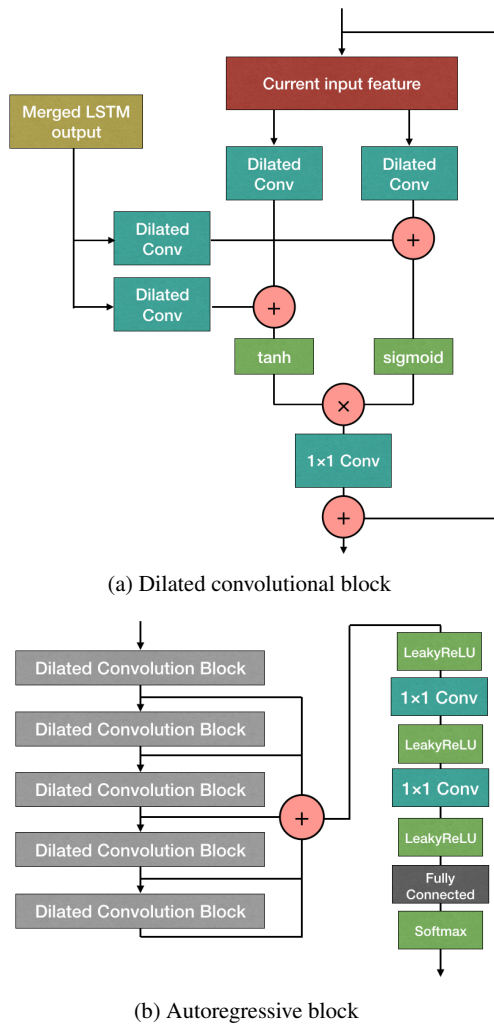 Current input feature
Merged LSTM
output
Dilated
Conv
Dilated
Conv
Dilated
Conv
+
Dilated
Conv
+
tanh
sigmoid
×
1×1 Conv
+
(a) Dilated convolutional block
Dilated Convolution Block
Dilated Convolution Block
Dilated Convolution Block
Dilated Convolution Block
Dilated Convolution Block
+
LeakyReLU
1×1 Conv
LeakyReLU
1×1 Conv
LeakyReLU
Fully
Connected
Softmax
(b) Autoregressive block